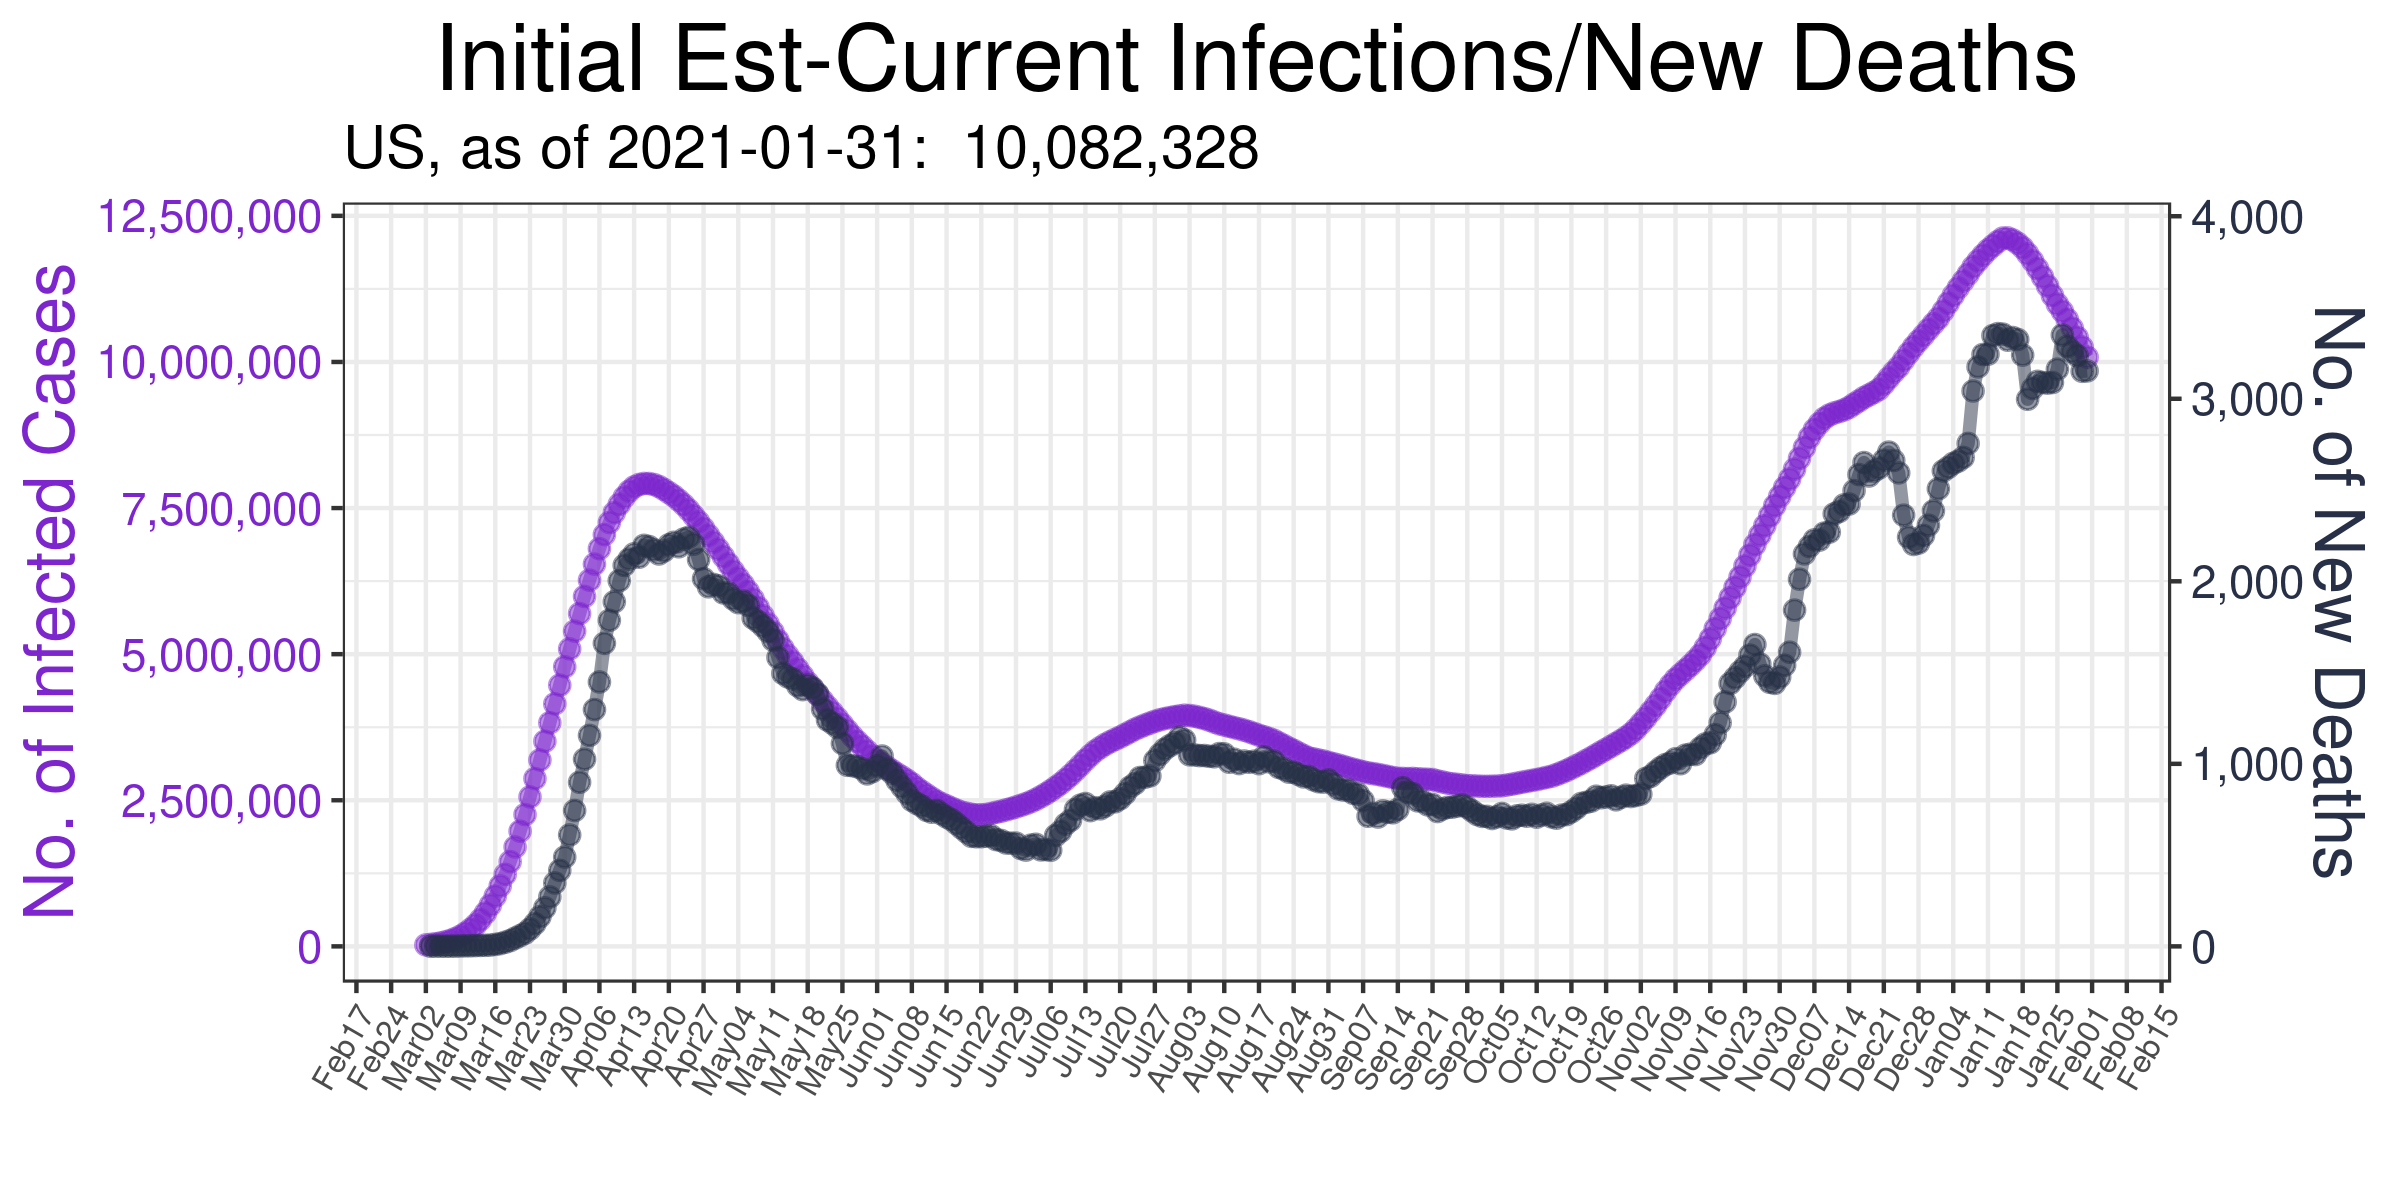 Initial Est-Current Infections/New Deaths
US, as of 2021-01-31:  10,082,328
No. of Infected Cases
12,500,000
10,000,000
7,500,000
5,000,000
2,500,000
0
4,000
3,000
2,000
1,000
0
No. of New Deaths
Feb17
Feb24
Mar02
Mar09
Mar16
Mar23
Mar30
Apr06
Apr13
Apr20
Apr27
May04
May11
May18
May25
Jun01
Jun08
Jun15
Jun22
Jun29
Jul06
Jul13
Jul20
Jul27
Aug03
Aug10
Aug17
Aug24
Aug31
Sep07
Sep14
Sep21
Sep28
Oct05
Oct12
Oct19
Oct26
Nov02
Nov09
Nov16
Nov23
Nov30
Dec07
Dec14
Dec21
Dec28
Jan04
Jan11
Jan18
Jan25
Feb01
Feb08
Feb15